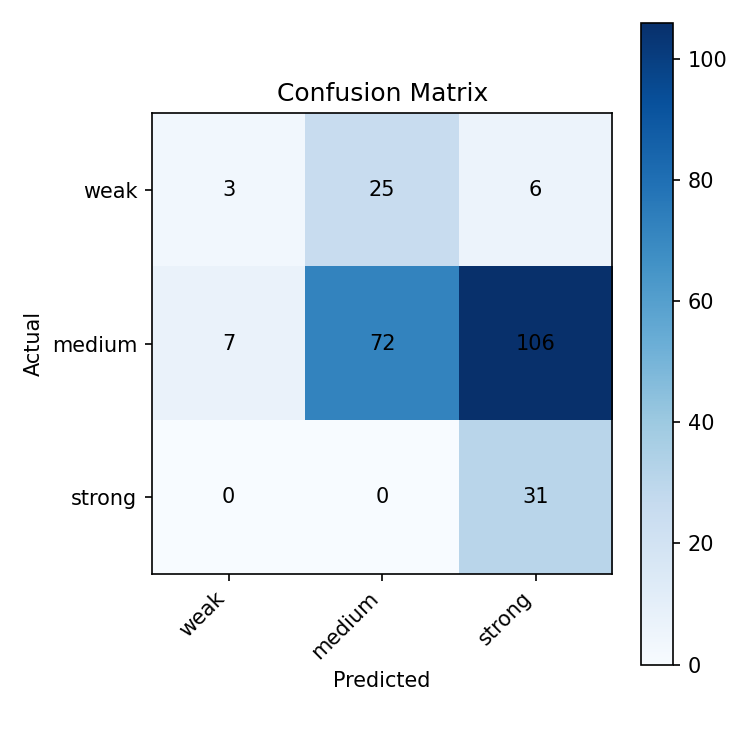 Confusion Matrix
Actual
weak 3 25 6
medium 7 72 106
strong 0 0 31
weak medium strong
Predicted
100
80
60
40
20
0